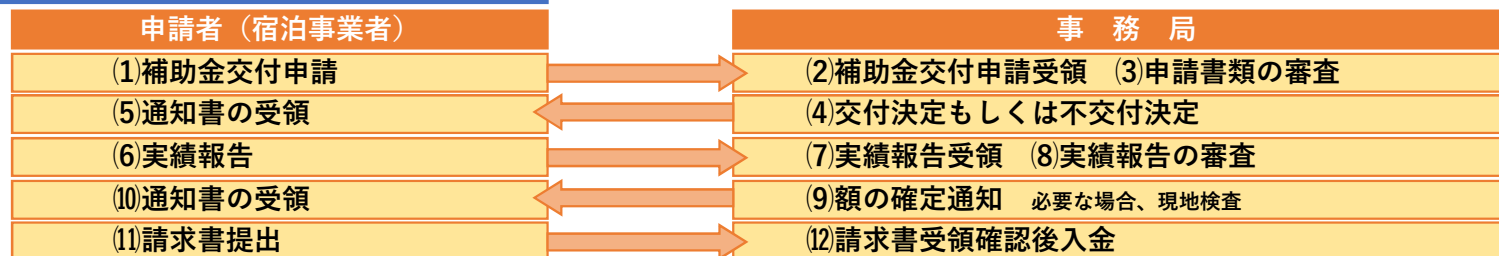 申請者（宿泊事業者） 事　務　局
⑴補助金交付申請 ⑵補助金交付申請受領　⑶申請書類の審査
⑸通知書の受領 ⑷交付決定もしくは不交付決定
⑹実績報告 ⑺実績報告受領　⑻実績報告の審査
⑽通知書の受領 ⑼額の確定通知　必要な場合、現地検査
⑾請求書提出 ⑿請求書受領確認後入金